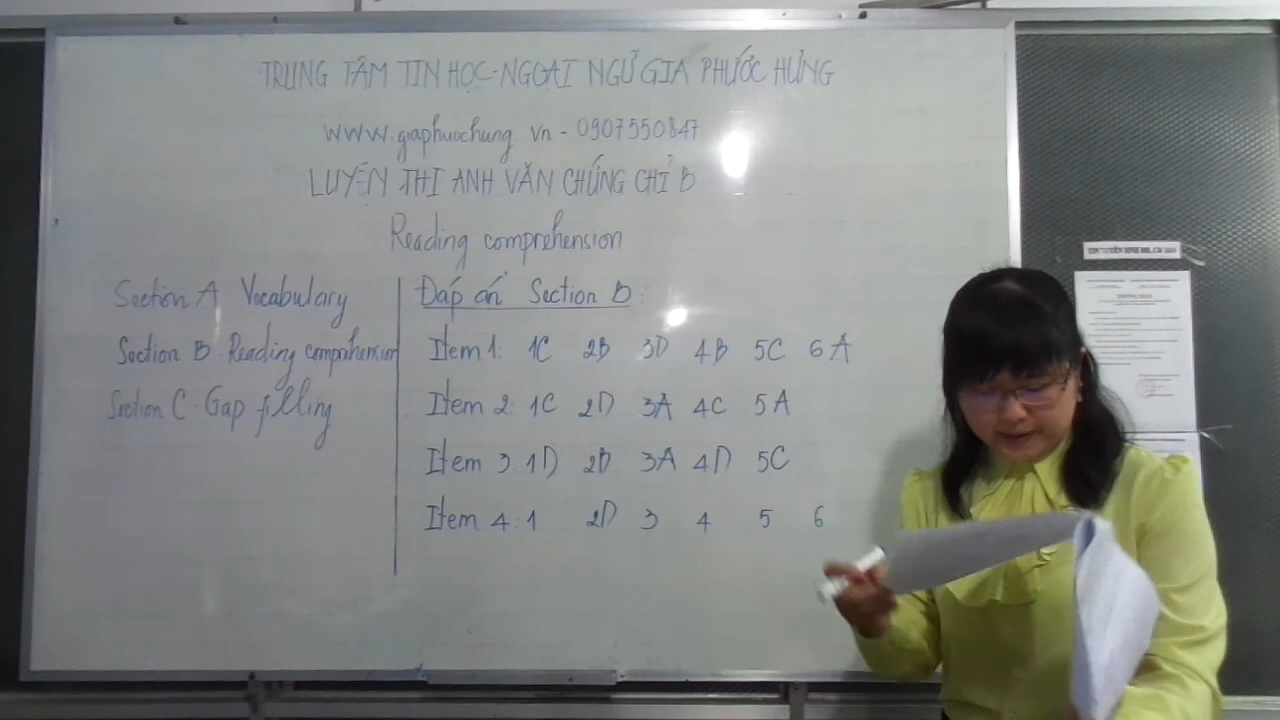 TRUNG TÂM TIN HỌC-NGOẠI NGỮ GIA PHƯỚC HƯNG
www.giaphuochung.vn - 0907550847
LUYỆN THI ANH VĂN CHỨNG CHỈ B
Reading comprehension
Section A Vocabulary
Section B. Reading comprehension
Section C. Gap filling
Đáp án Section B:
Item 1: 1C 2B 3D 4B 5C 6A
Item 2: 1C 2D 3A 4C 5A
Item 3: 1D 2B 3A 4D 5C
Item 4: 1 2D 3 4 5 6
THÔNG BÁO